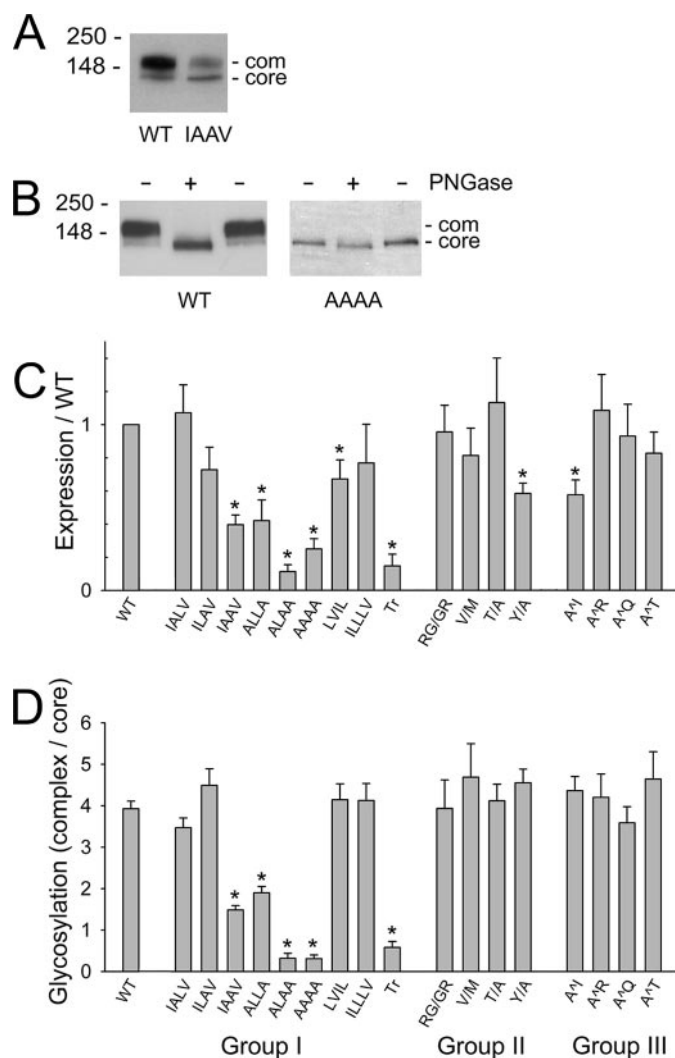 A
250 -
148 -
- com
- core
WT IAAV
- + - - + - PNGase
B
250 -
148 -
- com
- core
WT AAAA
C
Expression / WT
1
0
* * * * * * * *
WT IALV ILAV IAAV ALLA ALAA AAAA LVIL ILLLV Tr RG/GR V/M T/A Y/A A^I A^R A^Q A^T
D
Glycosylation (complex / core)
6
5
4
3
2
1
0
* * * * *
WT IALV ILAV IAAV ALLA ALAA AAAA LVIL ILLLV Tr RG/GR V/M T/A Y/A A^I A^R A^Q A^T
Group I Group II Group III